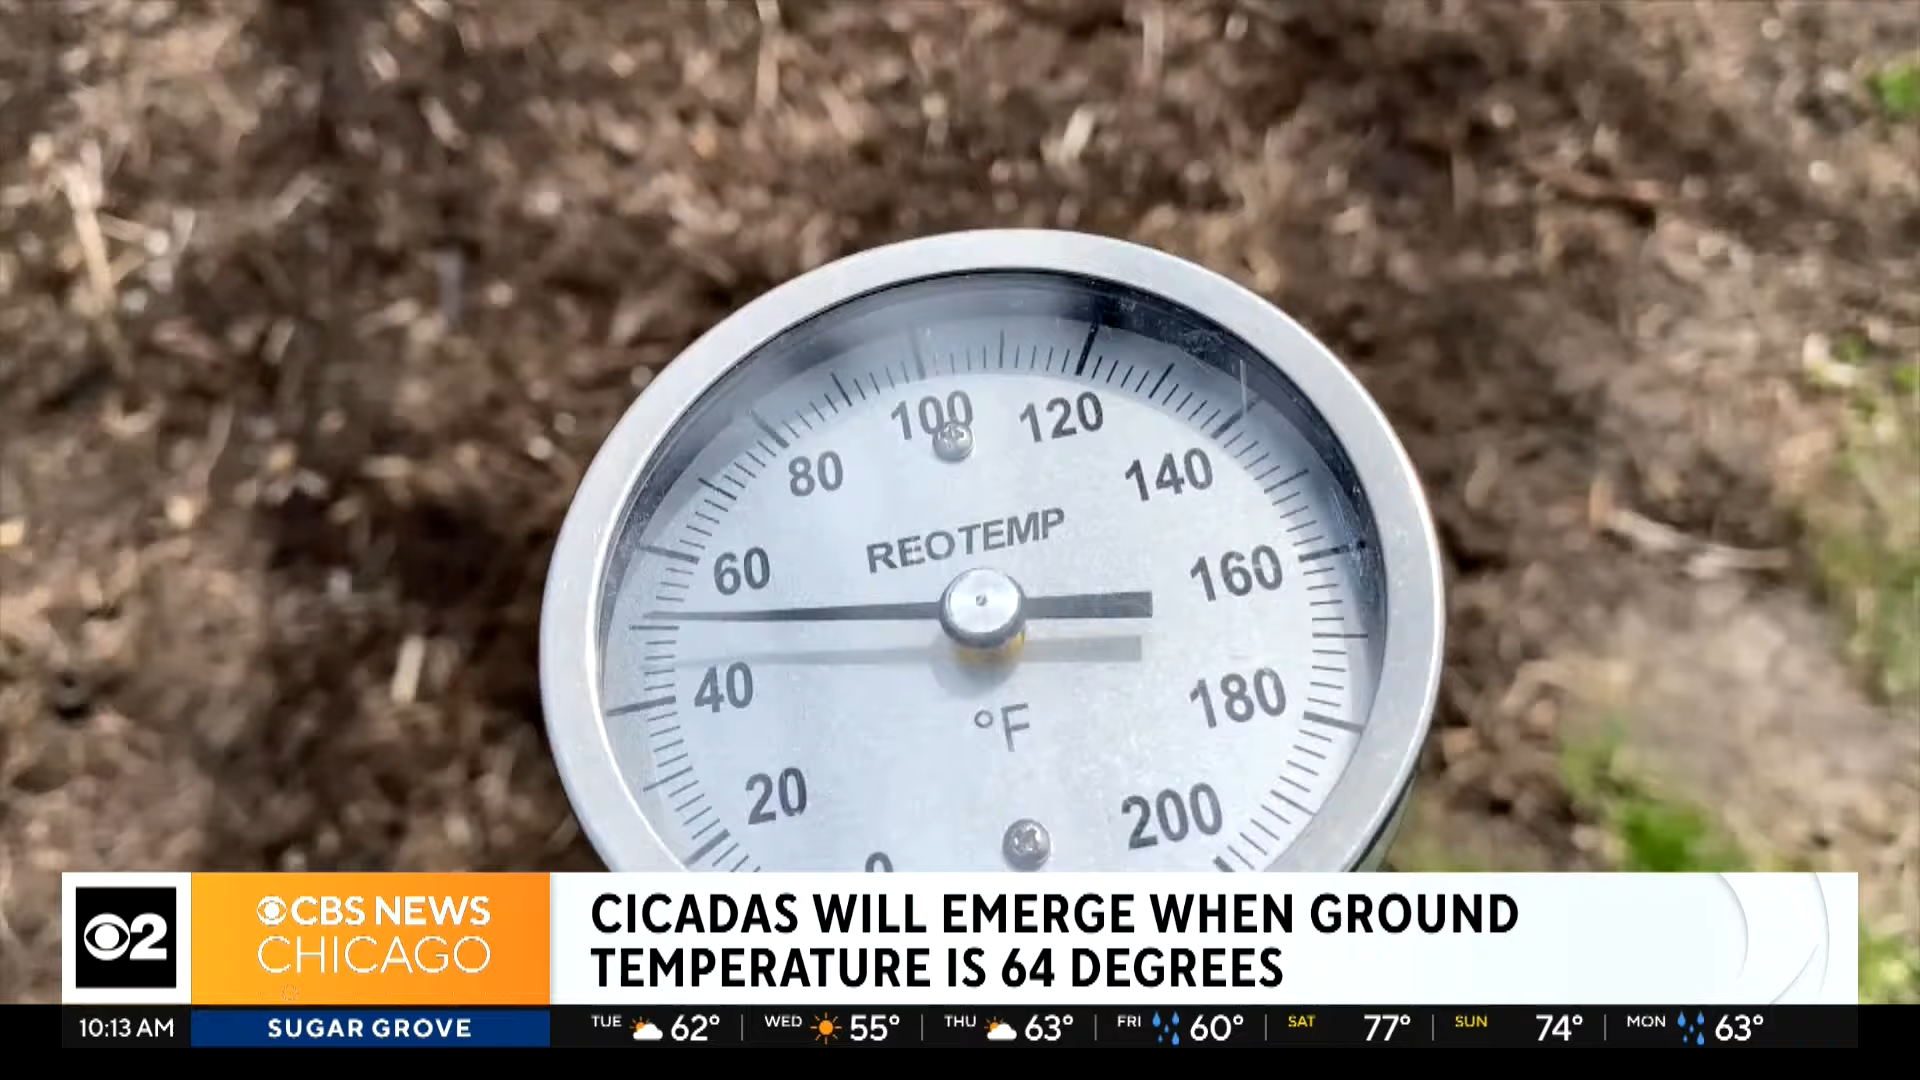 100
120
80
140
REOTEMP
60
160
40
180
°F
20
200
0
2
CBS NEWS
CHICAGO
CICADAS WILL EMERGE WHEN GROUND
TEMPERATURE IS 64 DEGREES
10:13 AM
SUGAR GROVE
TUE 62° WED 55° THU 63° FRI 60° SAT 77° SUN 74° MON 63°